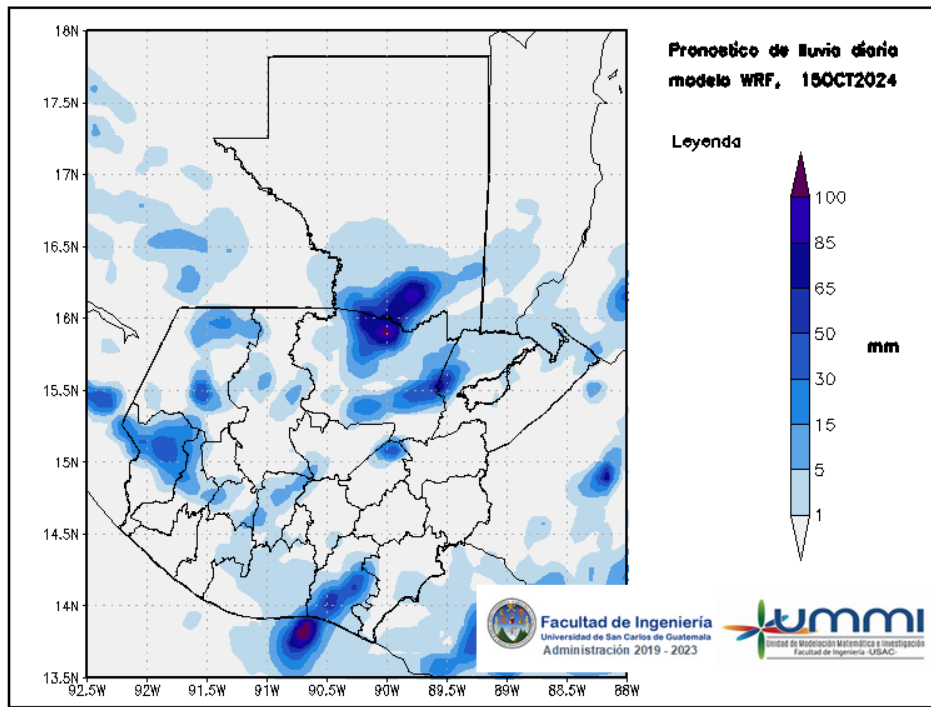 Pronostico de lluvia diaria
modelo WRF, 15OCT2024
Leyenda
100
85
65
50
30
15
5
1
mm
18N
17.5N
17N
16.5N
16N
15.5N
15N
14.5N
14N
13.5N
92.5W
92W
91.5W
91W
90.5W
90W
89.5W
89W
88.5W
88W
Facultad de Ingeniería
Universidad de San Carlos de Guatemala
Administración 2019 - 2023
UMMI
Unidad de Modelación Matemática e Investigación
Facultad de Ingeniería -USAC-